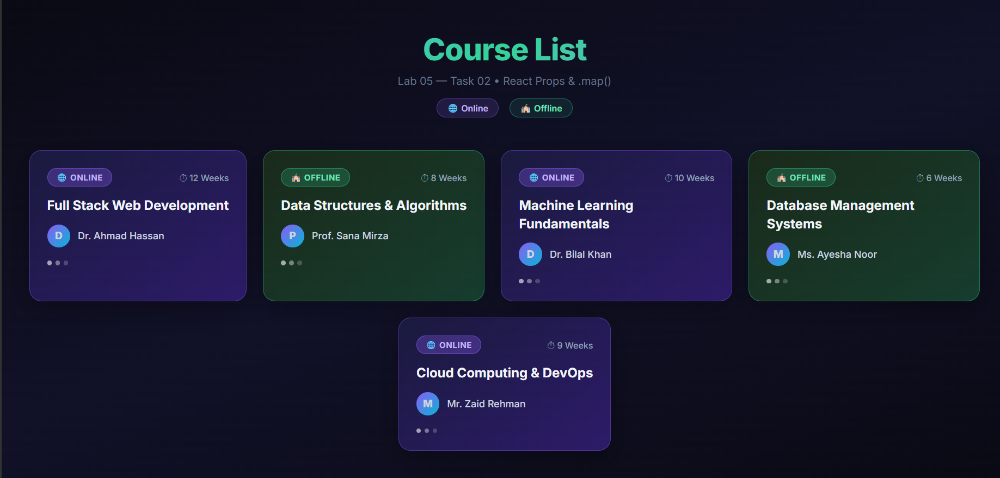 Course List
Lab 05 — Task 02 • React Props & .map()
🌐 Online
🏫 Offline
🌐 ONLINE
⏱ 12 Weeks
Full Stack Web Development
D
Dr. Ahmad Hassan
🏫 OFFLINE
⏱ 8 Weeks
Data Structures & Algorithms
P
Prof. Sana Mirza
🌐 ONLINE
⏱ 10 Weeks
Machine Learning
Fundamentals
D
Dr. Bilal Khan
🏫 OFFLINE
⏱ 6 Weeks
Database Management
Systems
M
Ms. Ayesha Noor
🌐 ONLINE
⏱ 9 Weeks
Cloud Computing & DevOps
M
Mr. Zaid Rehman